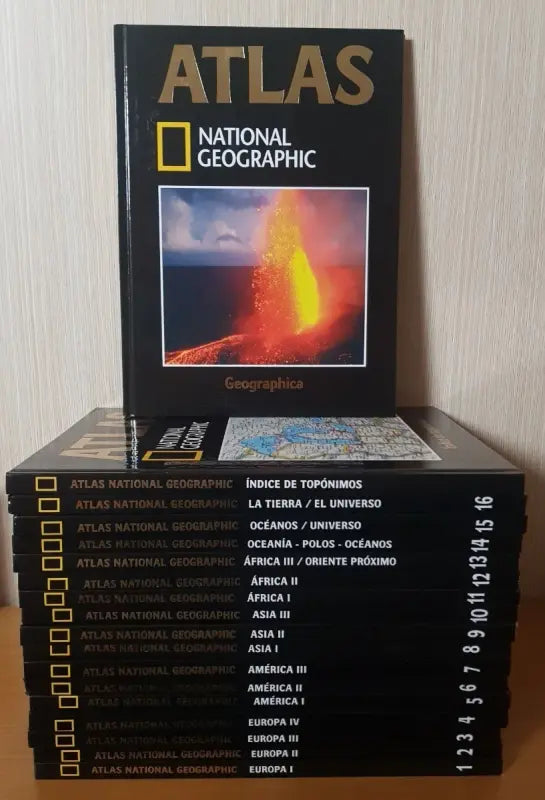 ATLAS
NATIONAL
GEOGRAPHIC
Geographica
ATLAS
NATIONAL
GEOGRAPHIC
ATLAS NATIONAL GEOGRAPHIC ÍNDICE DE TOPÓNIMOS
ATLAS NATIONAL GEOGRAPHIC LA TIERRA / EL UNIVERSO 16
ATLAS NATIONAL GEOGRAPHIC OCÉANOS / UNIVERSO 15
ATLAS NATIONAL GEOGRAPHIC OCEANÍA - POLOS - OCÉANOS 14
ATLAS NATIONAL GEOGRAPHIC ÁFRICA III / ORIENTE PRÓXIMO 13
ATLAS NATIONAL GEOGRAPHIC ÁFRICA II 12
ATLAS NATIONAL GEOGRAPHIC ÁFRICA I 11
ATLAS NATIONAL GEOGRAPHIC ASIA III 10
ATLAS NATIONAL GEOGRAPHIC ASIA II 9
ATLAS NATIONAL GEOGRAPHIC ASIA I 8
ATLAS NATIONAL GEOGRAPHIC AMÉRICA III 7
ATLAS NATIONAL GEOGRAPHIC AMÉRICA II 6
ATLAS NATIONAL GEOGRAPHIC AMÉRICA I 5
ATLAS NATIONAL GEOGRAPHIC EUROPA IV 4
ATLAS NATIONAL GEOGRAPHIC EUROPA III 3
ATLAS NATIONAL GEOGRAPHIC EUROPA II 2
ATLAS NATIONAL GEOGRAPHIC EUROPA I 1